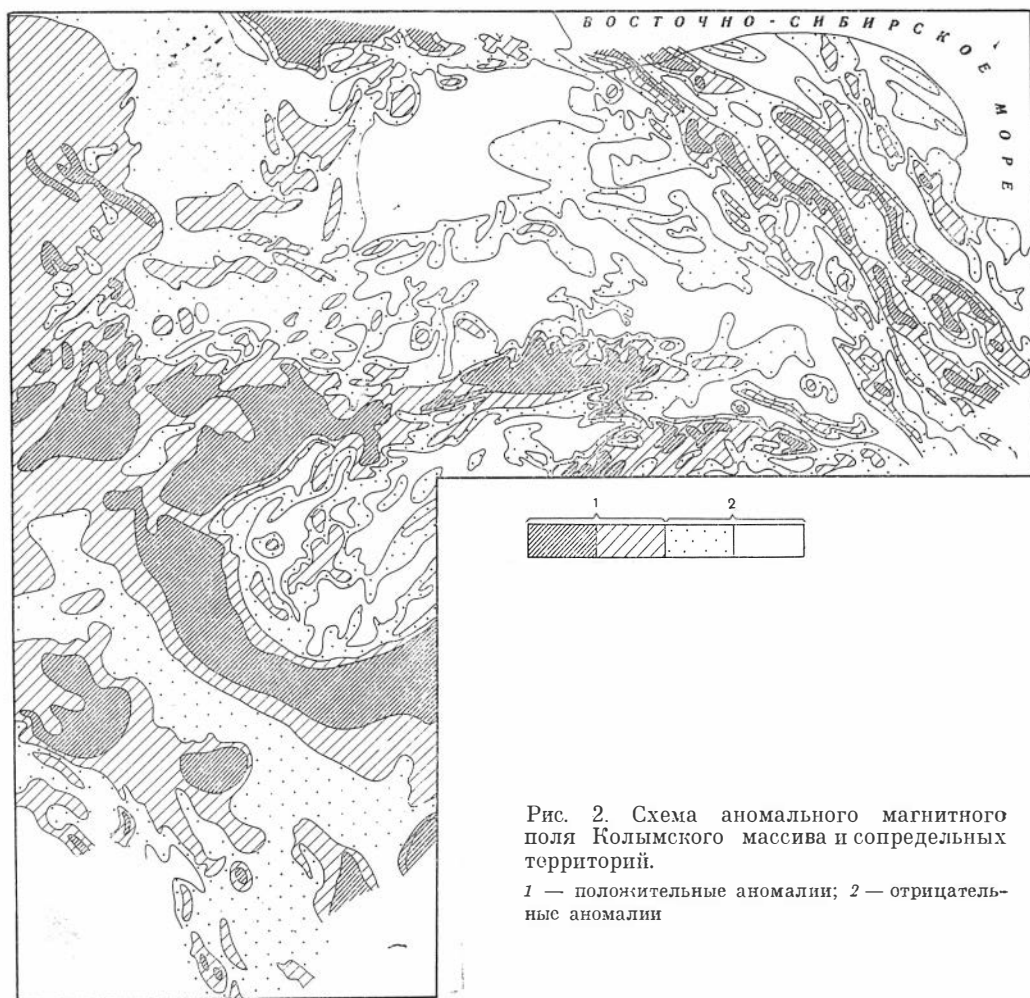 ВОСТОЧНО-СИБИРСКОЕ МОРЕ
1 2
Рис. 2. Схема аномального магнитного
поля Колымского массива и сопредельных
территорий.
1 — положительные аномалии; 2 — отрицатель-
ные аномалии